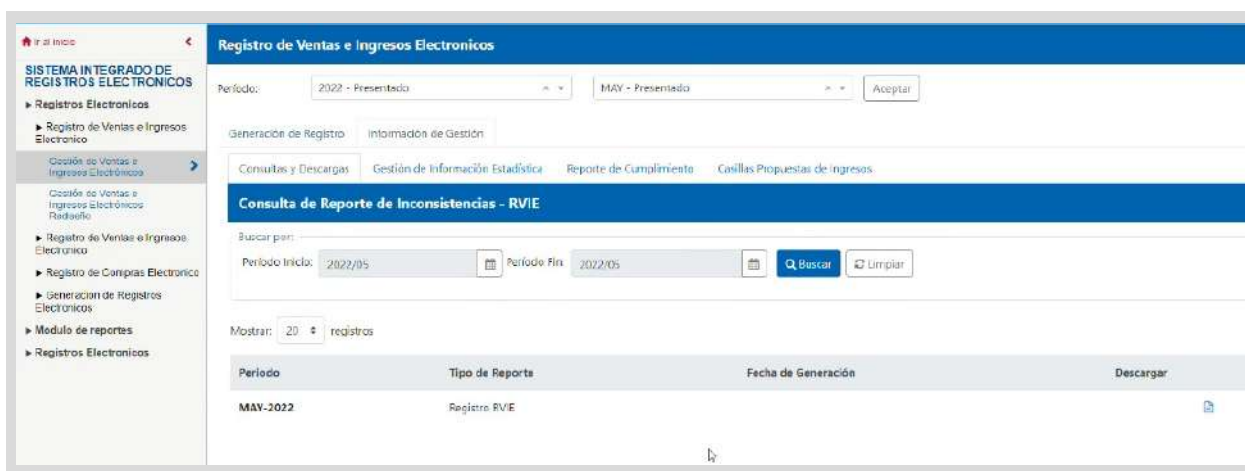 Ir al inicio
SISTEMA INTEGRADO DE
REGISTROS ELECTRONICOS
Registros Electronicos
Registro de Ventas e Ingresos
Electronico
Gestión de Ventas e
Ingresos Electrónicos
Gestión de Ventas e
Ingresos Electrónicos
Rediseño
Registro de Ventas e Ingresos
Electronico
Registro de Compras Electronico
Generacion de Registros
Electronicos
Modulo de reportes
Registros Electronicos
Registro de Ventas e Ingresos Electronicos
Período: 2022 - Presentado MAY - Presentado Aceptar
Generación de Registro Información de Gestión
Consultas y Descargas Gestión de Información Estadística Reporte de Cumplimiento Casillas Propuestas de Ingresos
Consulta de Reporte de Inconsistencias - RVIE
Buscar por:
Período Inicio: 2022/05 Período Fin: 2022/05 Buscar Limpiar
Mostrar: 20 registros
Periodo Tipo de Reporte Fecha de Generación Descargar
MAY-2022 Registro RVIE